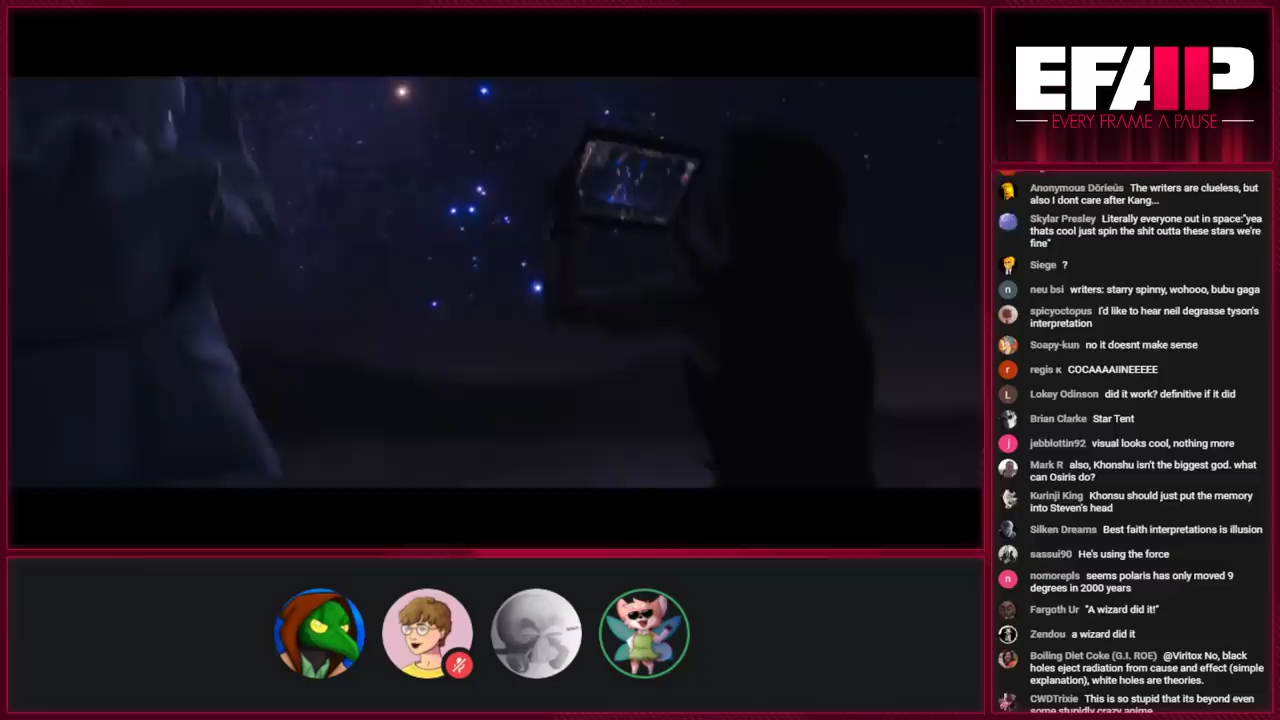 EFAP
EVERY FRAME A PAUSE
Anonymous Dörieüs The writers are clueless, but
also I dont care after Kang...
Skylar Presley Literally everyone out in space:"yea
thats cool just spin the shit outta these stars we're
fine"
Siege ?
n
neu bsi writers: starry spinny, wohooo, bubu gaga
spicyoctopus I'd like to hear neil degrasse tyson's
interpretation
Soapy-kun no it doesnt make sense
r
regis κ COCAAAAIINEEEEE
L
Lokey Odinson did it work? definitive if it did
Brian Clarke Star Tent
j
jebblottin92 visual looks cool, nothing more
Mark R also, Khonshu isn't the biggest god. what
can Osiris do?
Kurinji King Khonsu should just put the memory
into Steven's head
Silken Dreams Best faith interpretations is illusion
sassui90 He's using the force
n
nomorepls seems polaris has only moved 9
degrees in 2000 years
Fargoth Ur "A wizard did it!"
Zendou a wizard did it
Boiling Diet Coke (G.I. ROE) @Viritox No, black
holes eject radiation from cause and effect (simple
explanation), white holes are theories.
CWDTrixie This is so stupid that its beyond even
some stupidly crazy anime